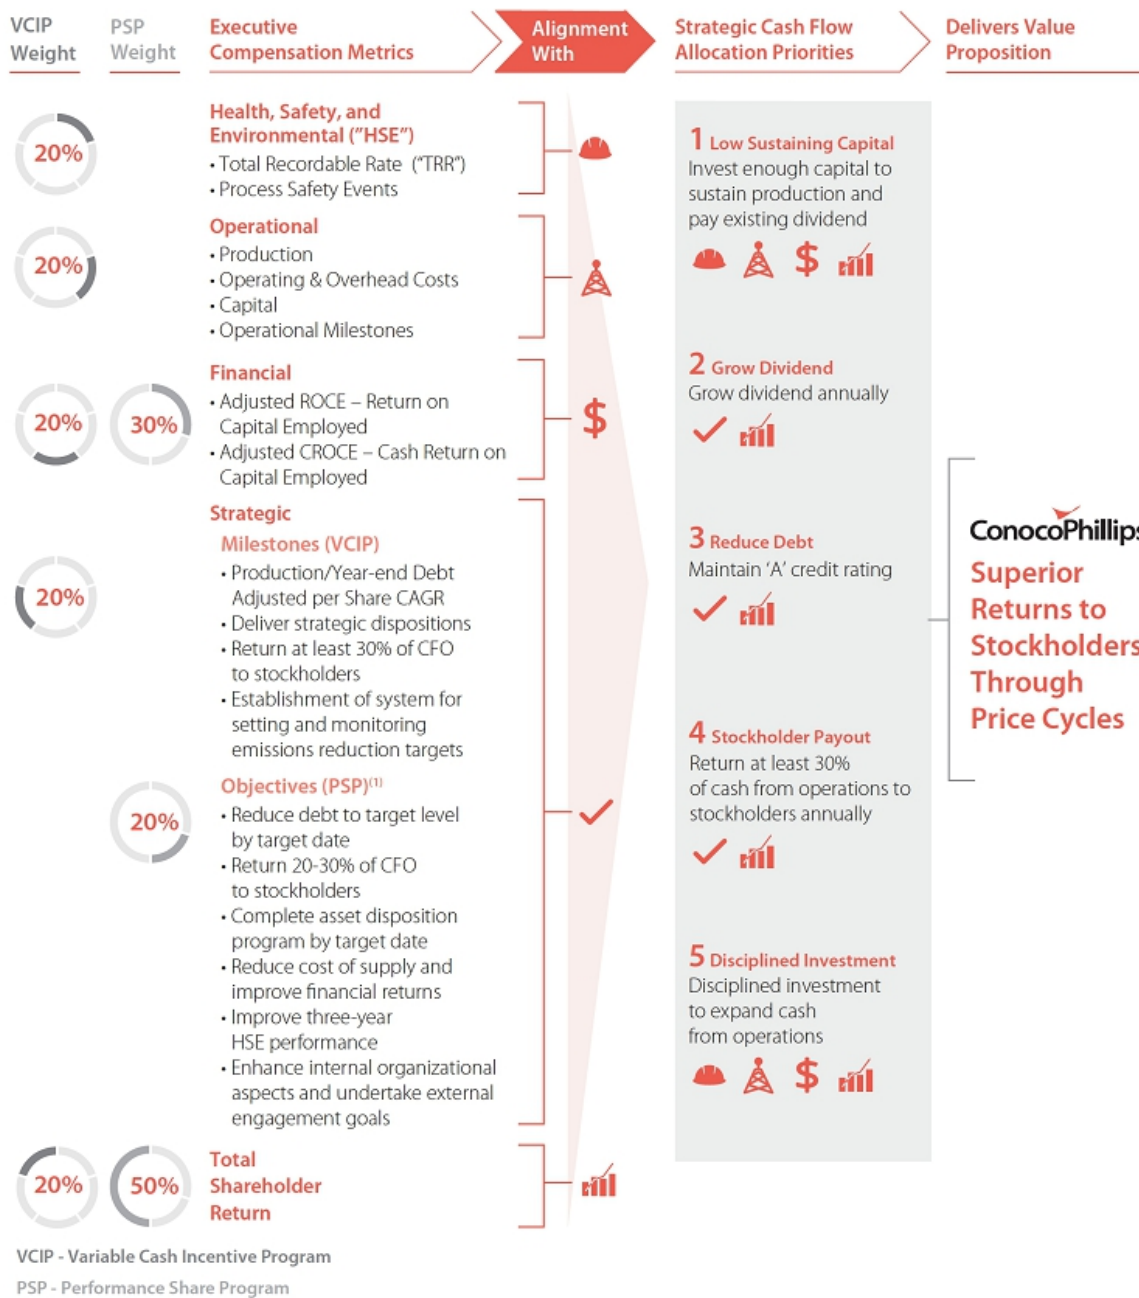 VCIP
Weight
PSP
Weight
Executive
Compensation Metrics
Alignment
With
Strategic Cash Flow
Allocation Priorities
Delivers Value
Proposition
20%
Health, Safety, and
Environmental ("HSE")
• Total Recordable Rate ("TRR")
• Process Safety Events
20%
Operational
• Production
• Operating & Overhead Costs
• Capital
• Operational Milestones
20%
30%
Financial
• Adjusted ROCE – Return on
Capital Employed
• Adjusted CROCE – Cash Return on
Capital Employed
Strategic
20%
Milestones (VCIP)
• Production/Year-end Debt
Adjusted per Share CAGR
• Deliver strategic dispositions
• Return at least 30% of CFO
to stockholders
• Establishment of system for
setting and monitoring
emissions reduction targets
20%
Objectives (PSP)(1)
• Reduce debt to target level
by target date
• Return 20-30% of CFO
to stockholders
• Complete asset disposition
program by target date
• Reduce cost of supply and
improve financial returns
• Improve three-year
HSE performance
• Enhance internal organizational
aspects and undertake external
engagement goals
20%
50%
Total
Shareholder
Return
$
1 Low Sustaining Capital
Invest enough capital to
sustain production and
pay existing dividend
$
2 Grow Dividend
Grow dividend annually
3 Reduce Debt
Maintain 'A' credit rating
4 Stockholder Payout
Return at least 30%
of cash from operations to
stockholders annually
5 Disciplined Investment
Disciplined investment
to expand cash
from operations
$
ConocoPhillips
Superior
Returns to
Stockholders
Through
Price Cycles
VCIP - Variable Cash Incentive Program
PSP - Performance Share Program